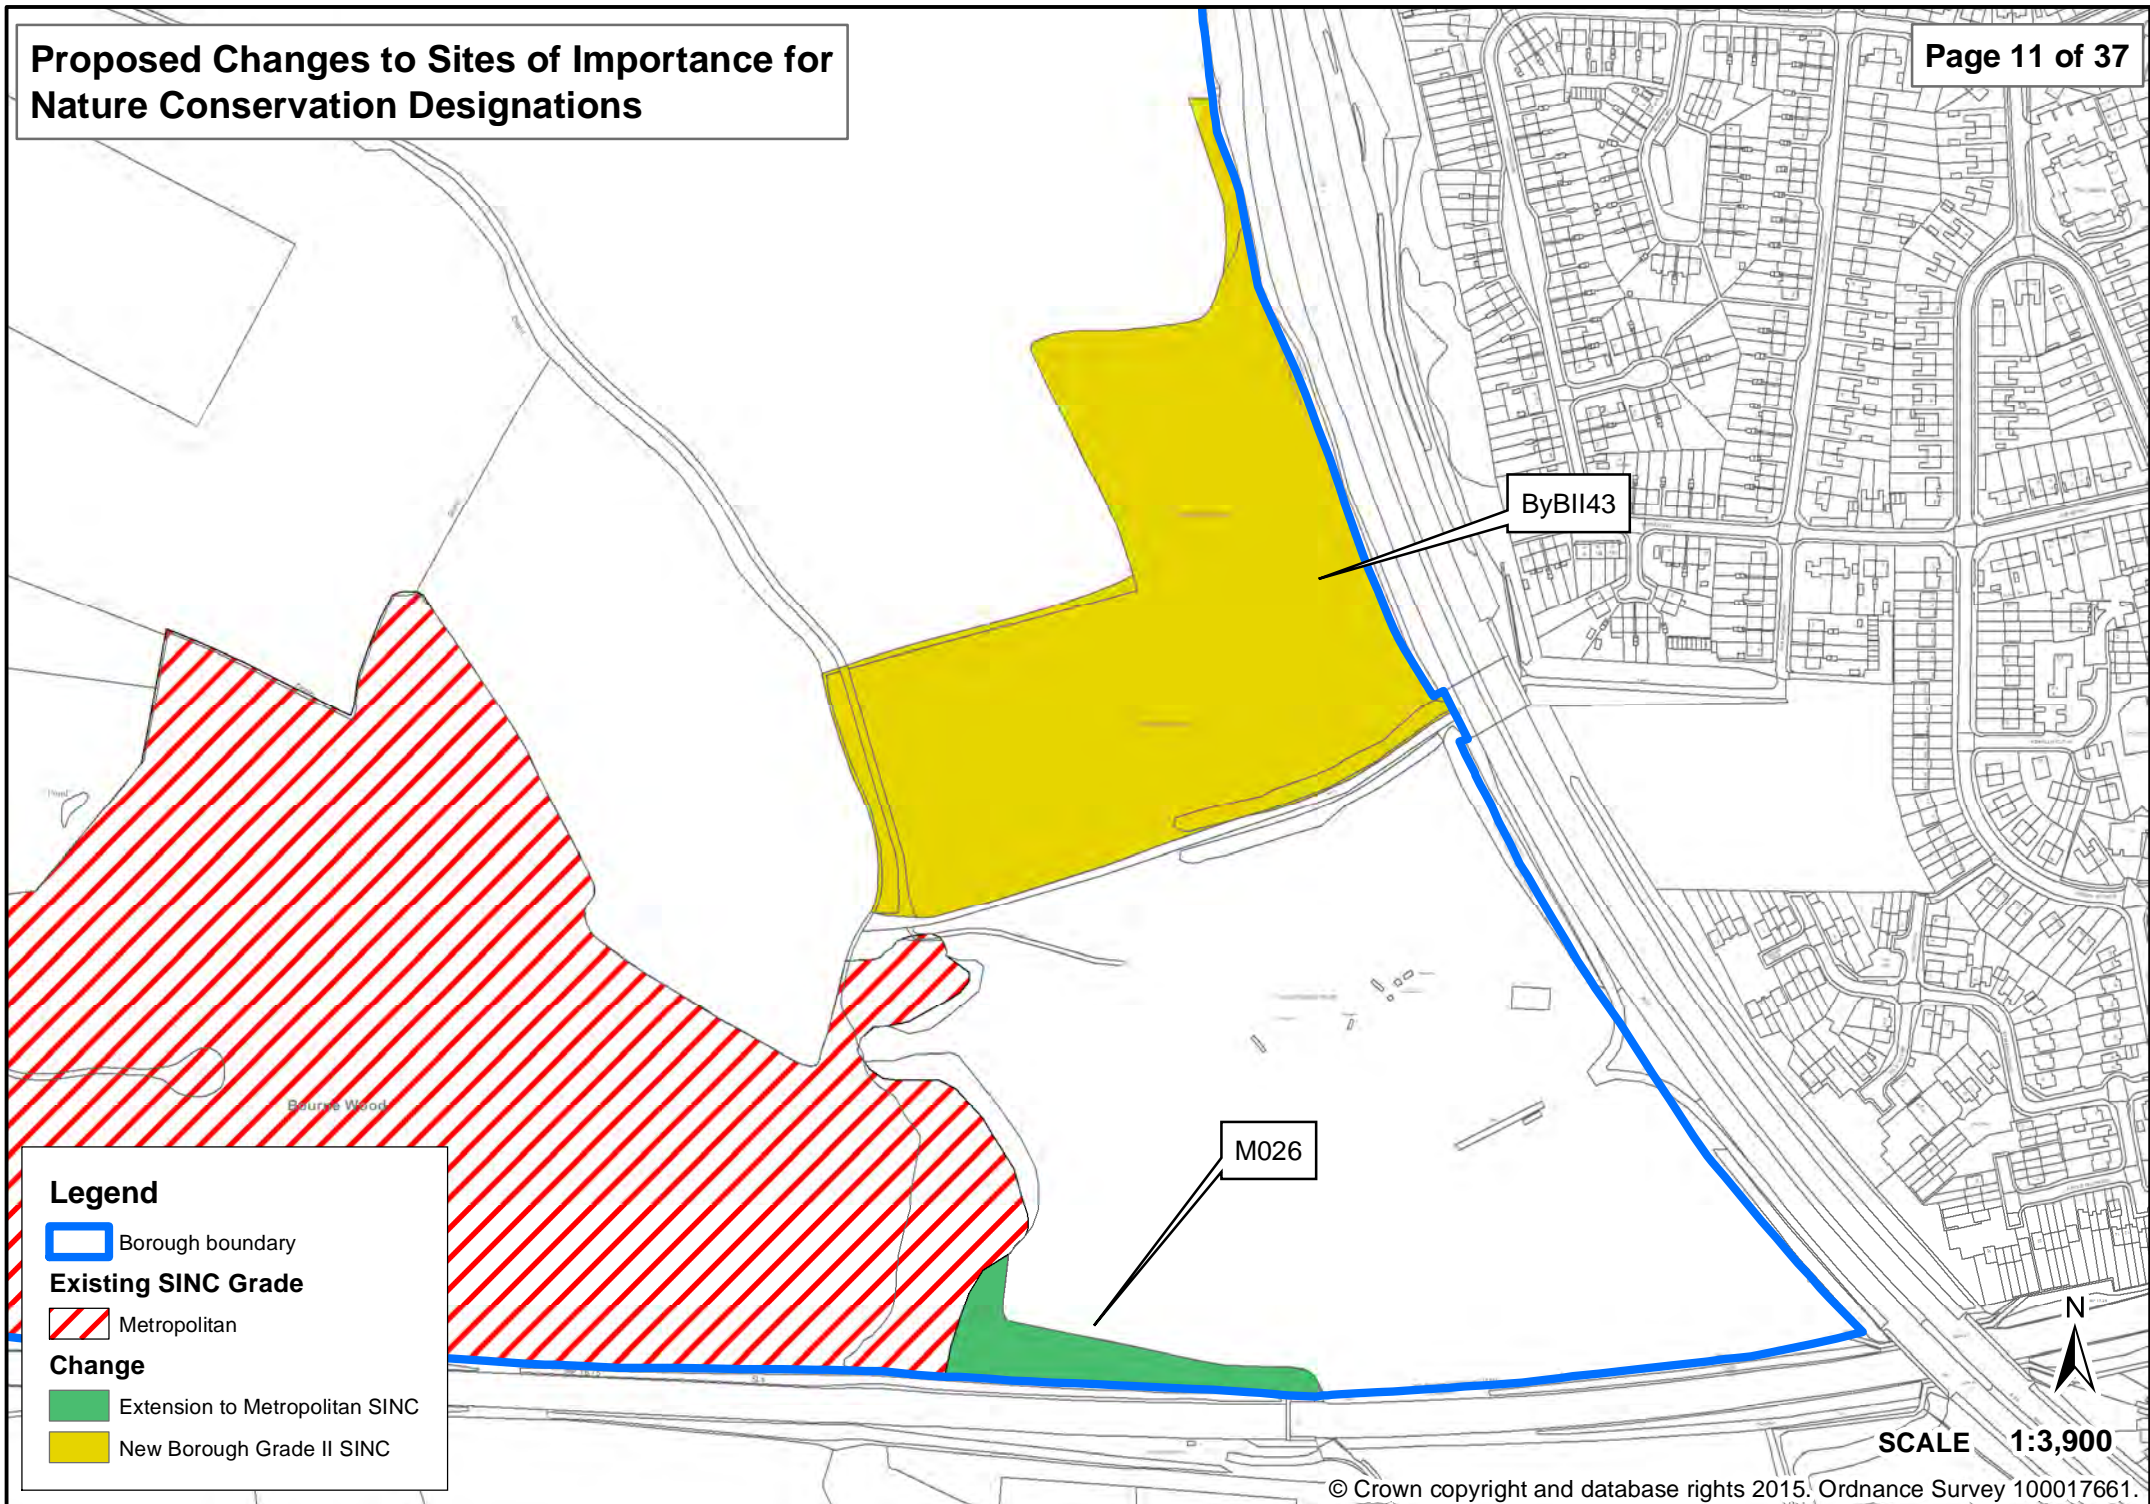 Proposed Changes to Sites of Importance for
Nature Conservation Designations
Page 11 of 37
ByBII43
M026
Pond
Bourne Wood
Legend
Borough boundary
Existing SINC Grade
Metropolitan
Change
Extension to Metropolitan SINC
New Borough Grade II SINC
N
SCALE 1:3,900
© Crown copyright and database rights 2015. Ordnance Survey 100017661.